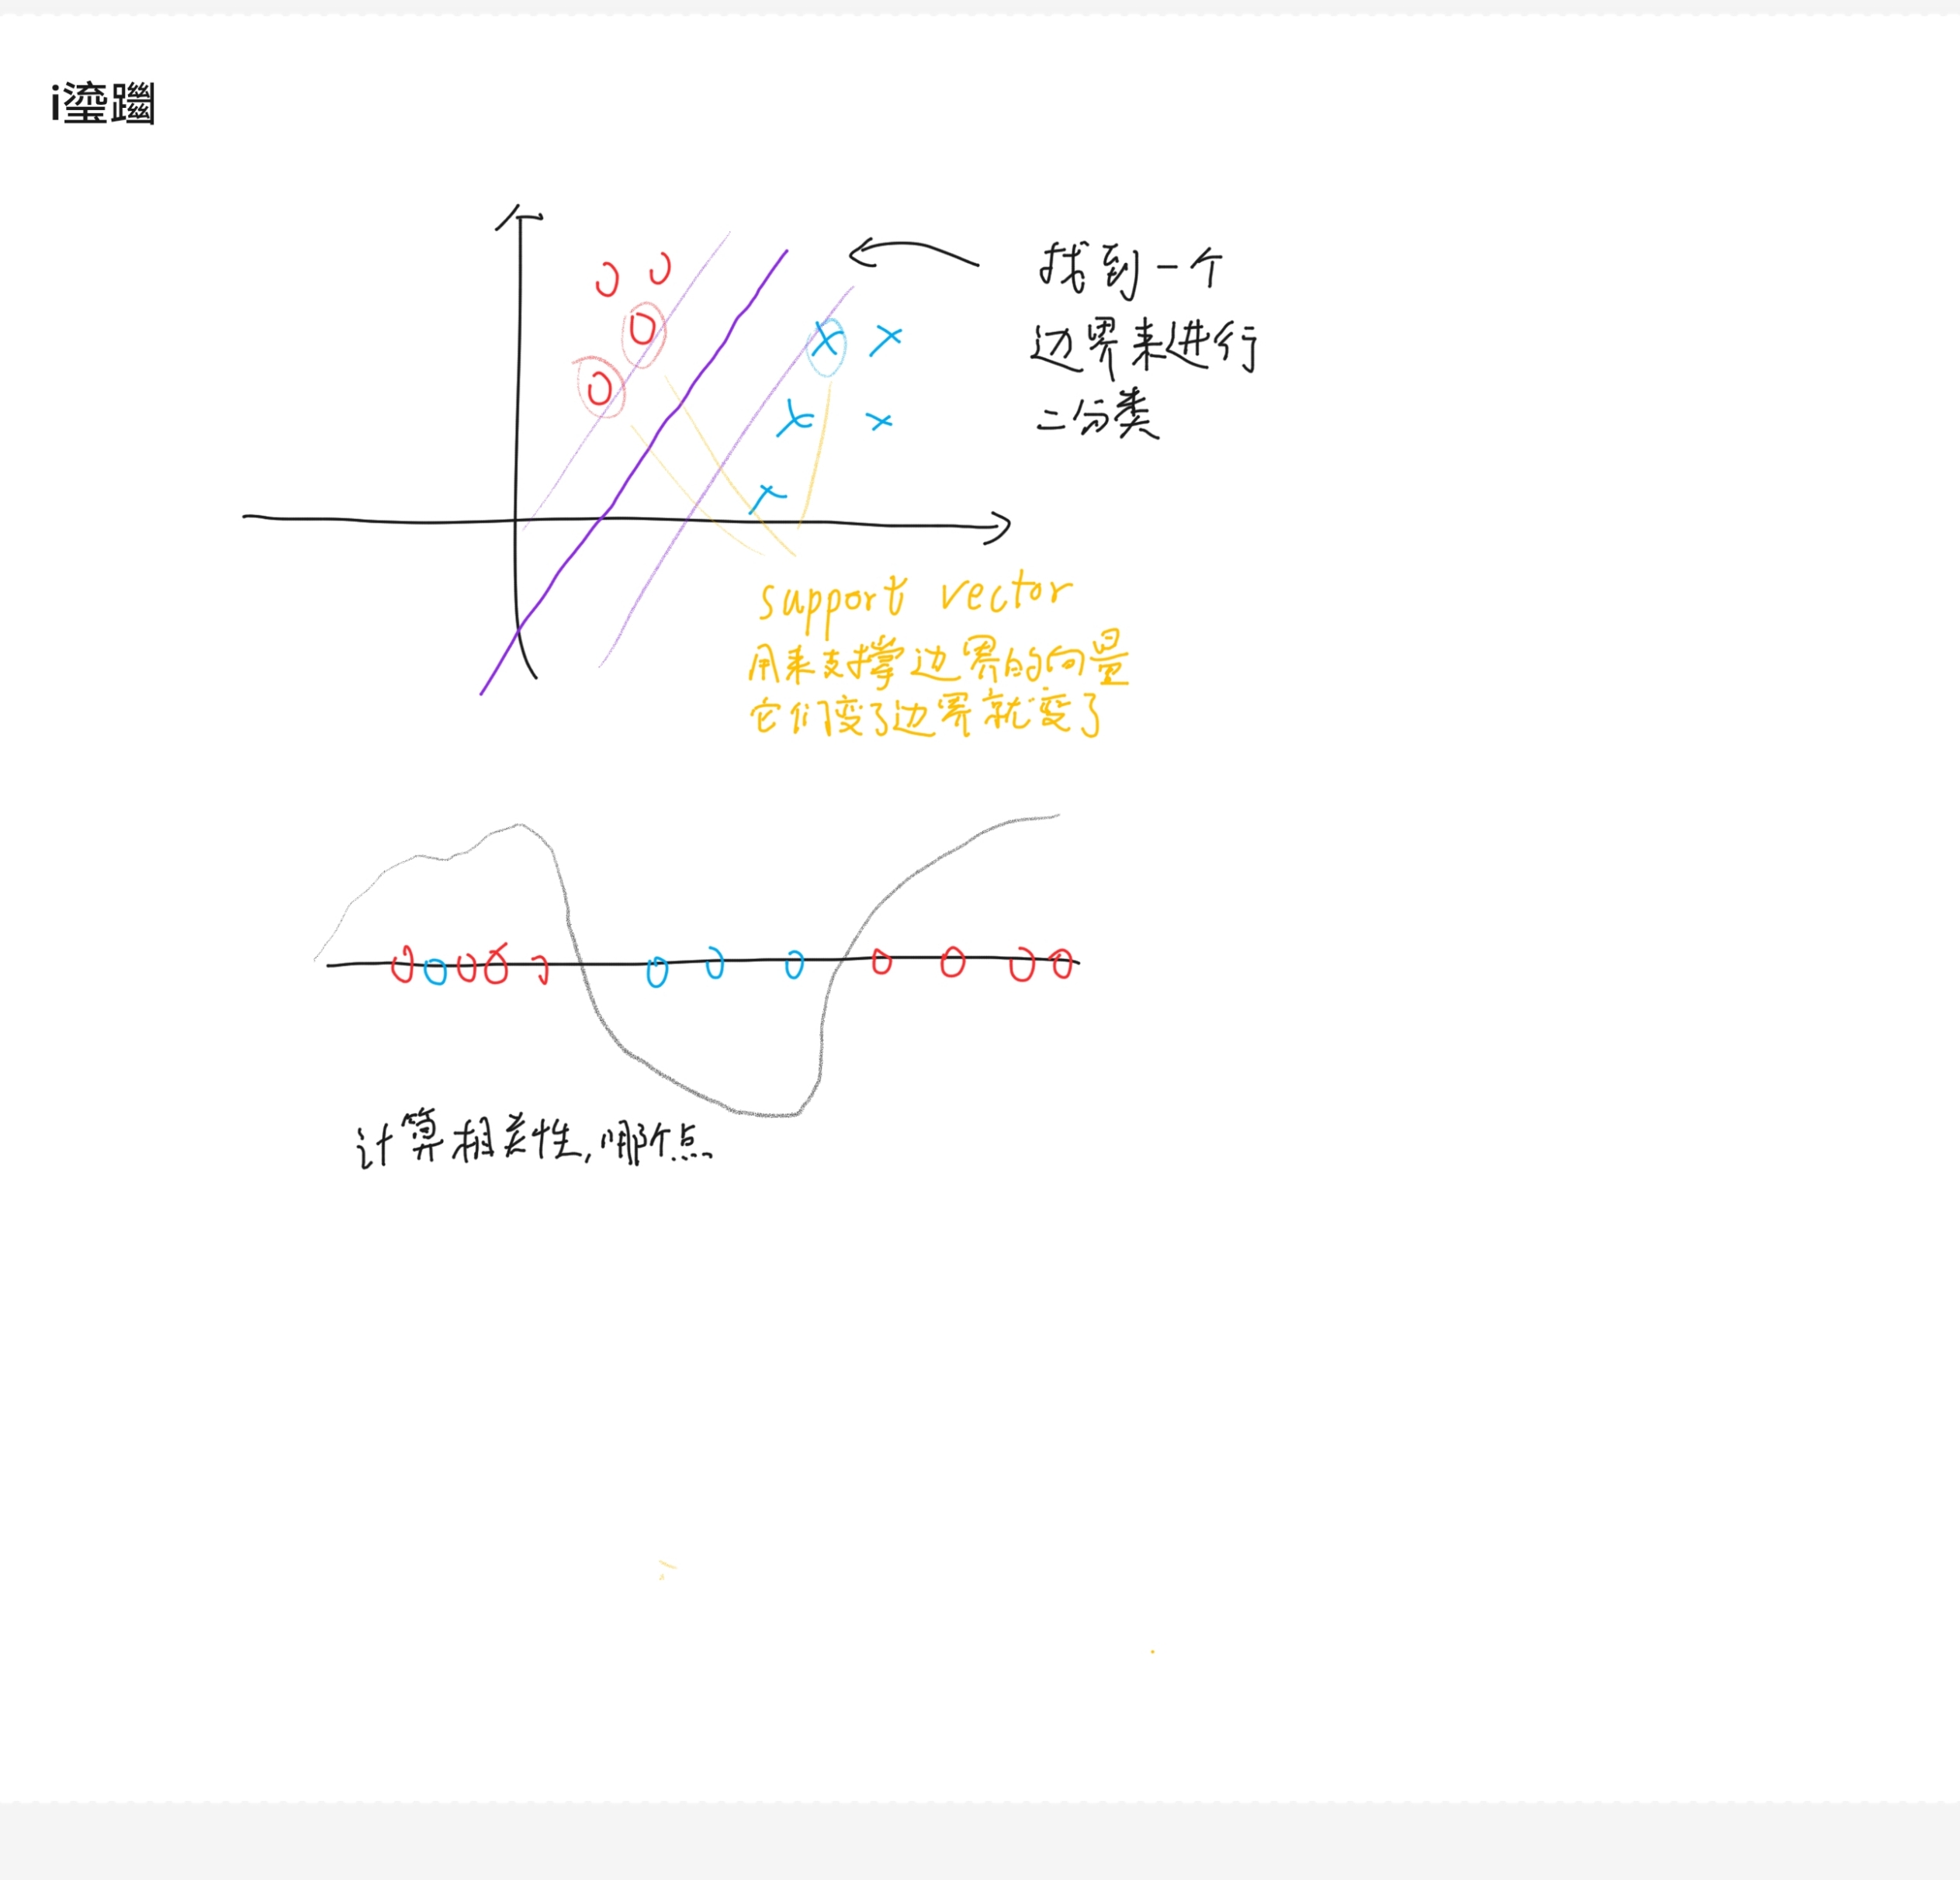 i瀅躙
找到一个
边界来进行
二分类
support vector
用来支撑边界的向量
它们变了边界就变了
计算相关性,哪个点